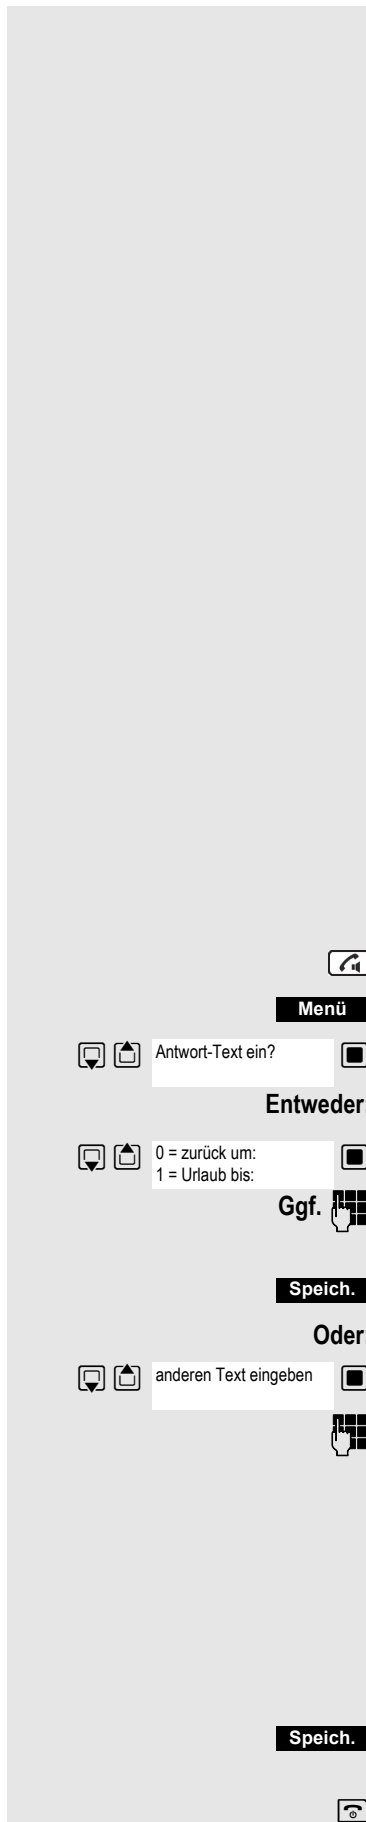 Menü
Antwort-Text ein?
Entweder:
0 = zurück um:
1 = Urlaub bis:
Ggf.
Speich.
Oder:
anderen Text eingeben
Speich.